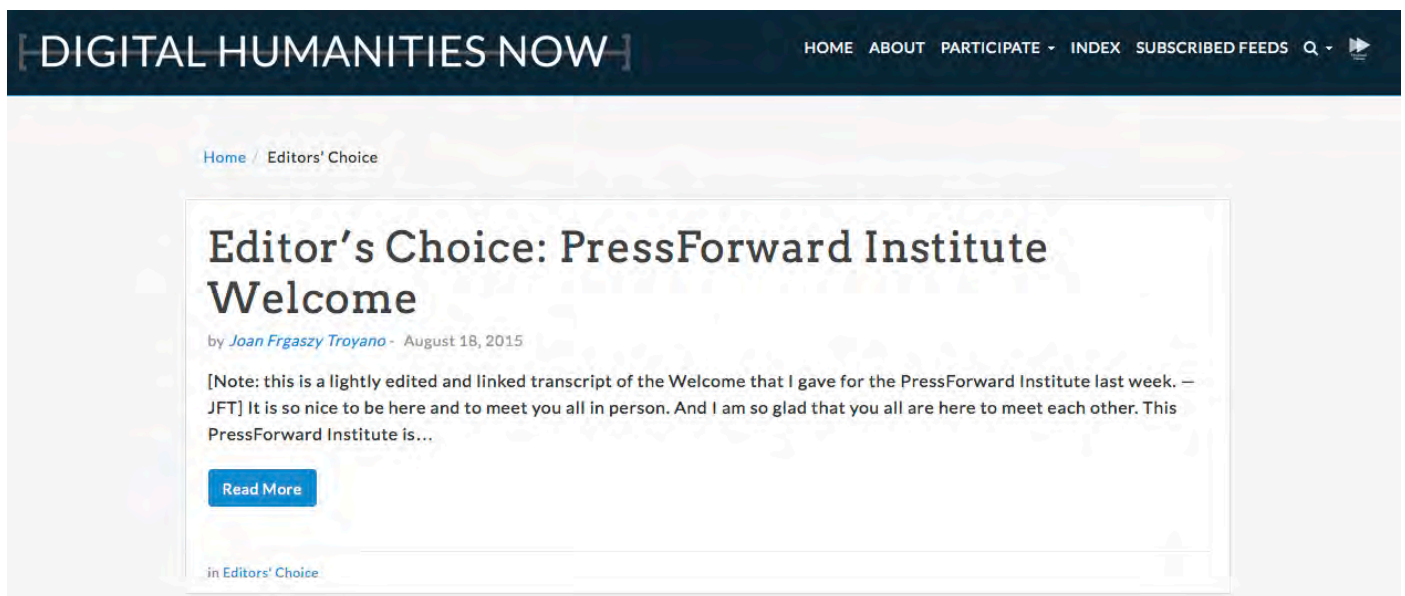 DIGITAL HUMANITIES NOW
HOME ABOUT PARTICIPATE INDEX SUBSCRIBED FEEDS
Home / Editors' Choice
Editor's Choice: PressForward Institute
Welcome
by Joan Frgaszy Troyano - August 18, 2015
[Note: this is a lightly edited and linked transcript of the Welcome that I gave for the PressForward Institute last week. —
JFT] It is so nice to be here and to meet you all in person. And I am so glad that you all are here to meet each other. This
PressForward Institute is…
Read More
in Editors' Choice